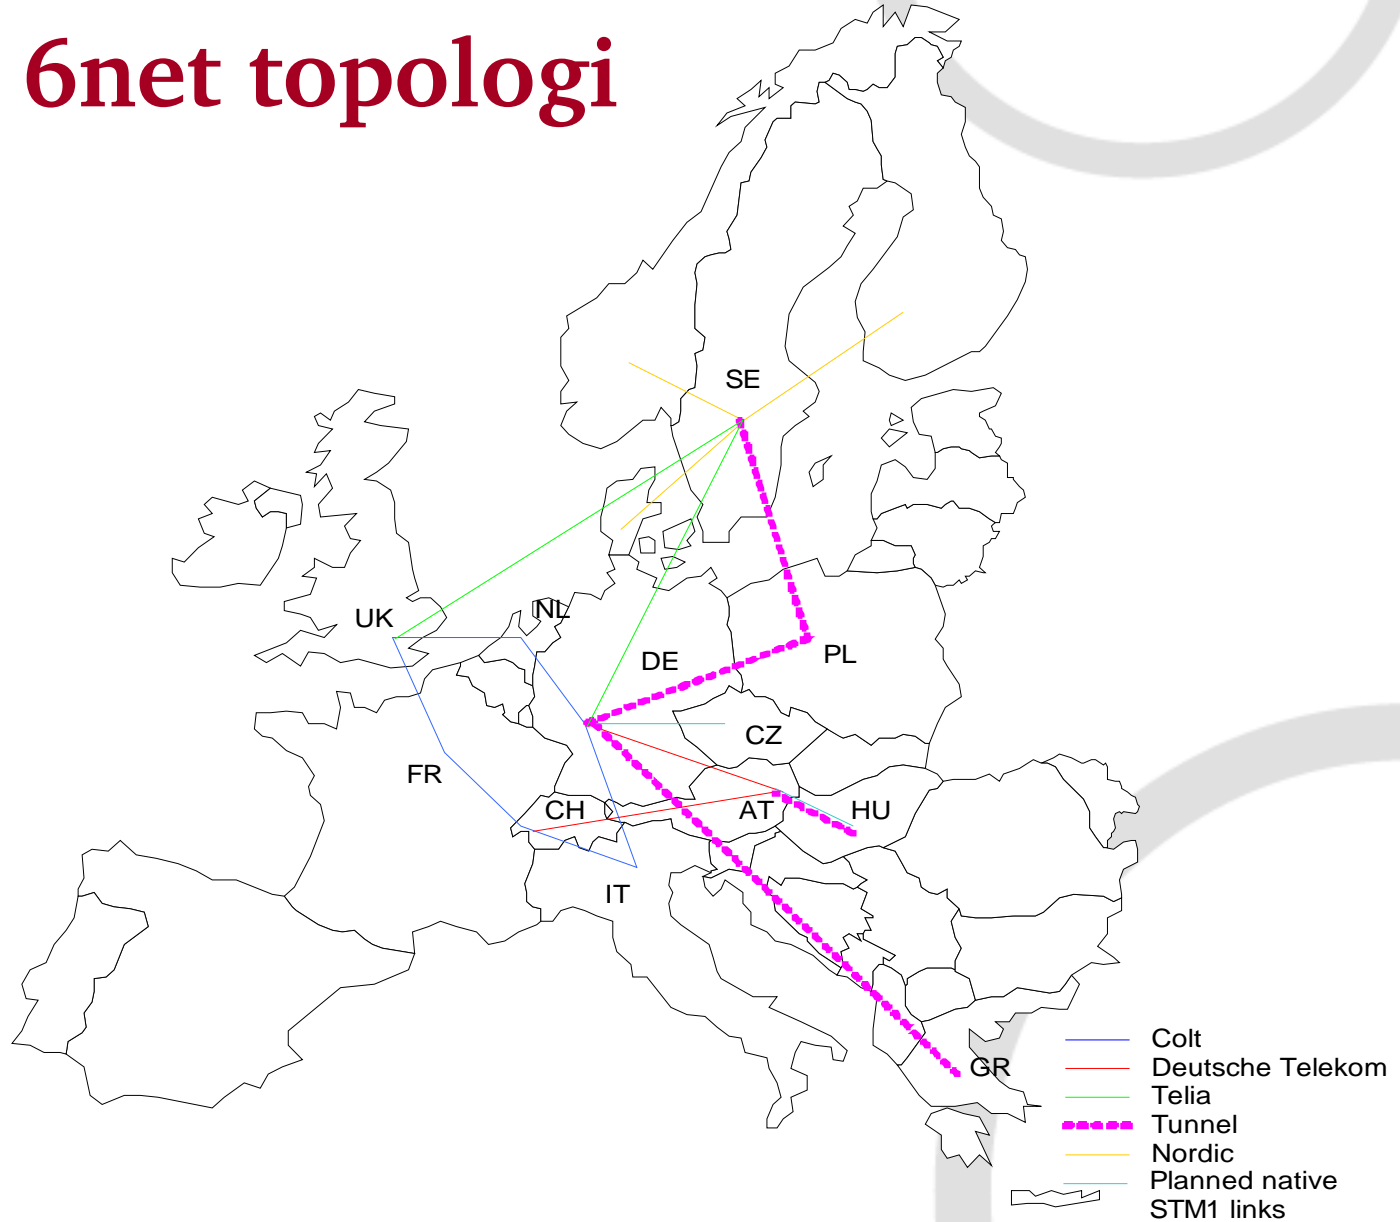 6net topologi
SE
UK
NL
DE
PL
CZ
FR
CH
AT
HU
IT
GR
Colt
Deutsche Telekom
Telia
Tunnel
Nordic
Planned native
STM1 links